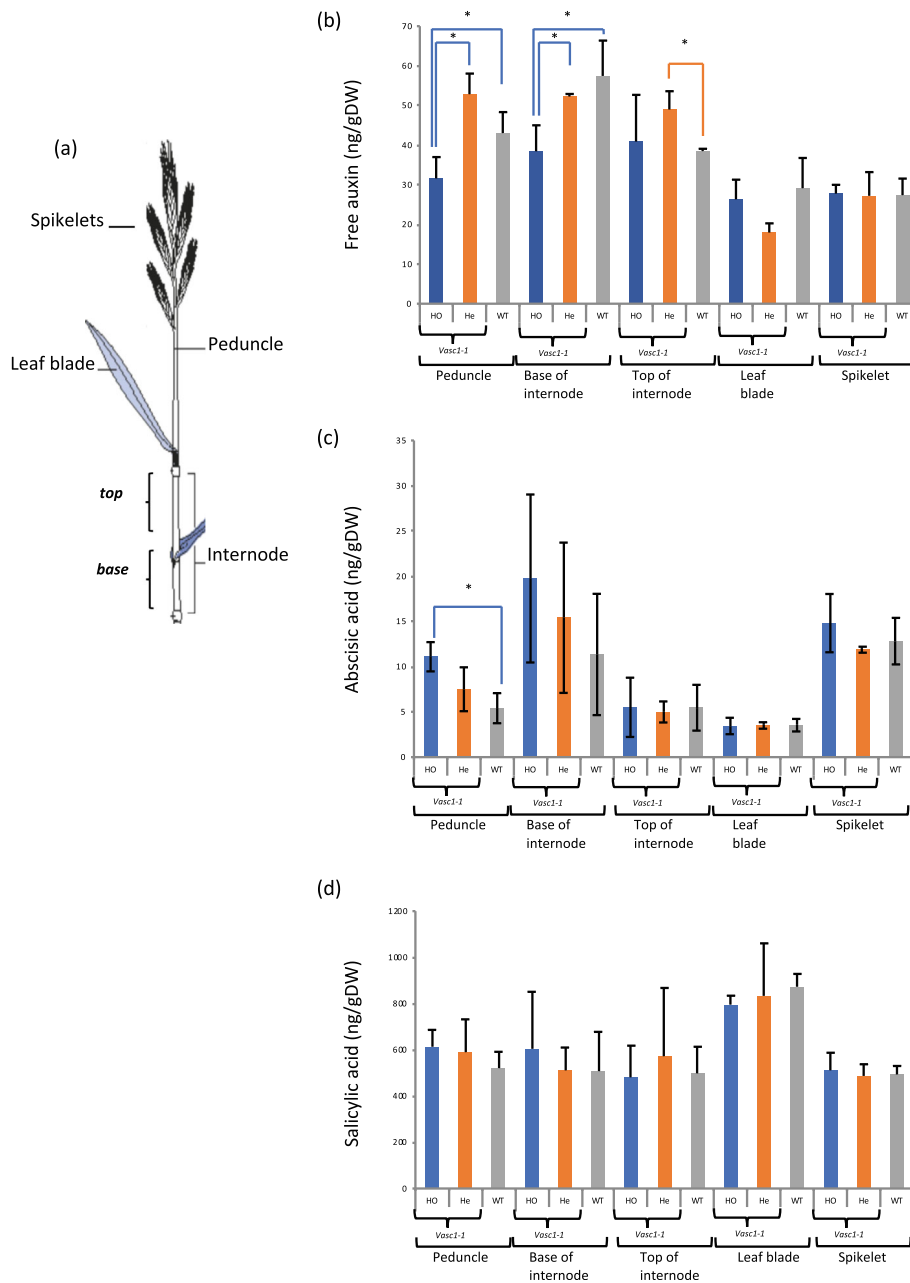 (a)
Spikelets
Peduncle
Leaf blade
top
base
Internode
(b)
Free auxin (ng/gDW)
70
60
50
40
30
20
10
0
* * * * *
HO He WT HO He WT HO He WT HO He WT HO He WT
Vasc1-1 Vasc1-1 Vasc1-1 Vasc1-1 Vasc1-1
Peduncle Base of Top of Leaf Spikelet
internode internode blade
(c)
Abscisic acid (ng/gDW)
35
30
25
20
15
10
5
0
*
HO He WT HO He WT HO He WT HO He WT HO He WT
Vasc1-1 Vasc1-1 Vasc1-1 Vasc1-1 Vasc1-1
Peduncle Base of Top of Leaf Spikelet
internode internode blade
(d)
Salicylic acid (ng/gDW)
1200
1000
800
600
400
200
0
HO He WT HO He WT HO He WT HO He WT HO He WT
Vasc1-1 Vasc1-1 Vasc1-1 Vasc1-1 Vasc1-1
Peduncle Base of Top of Leaf blade Spikelet
internode internode